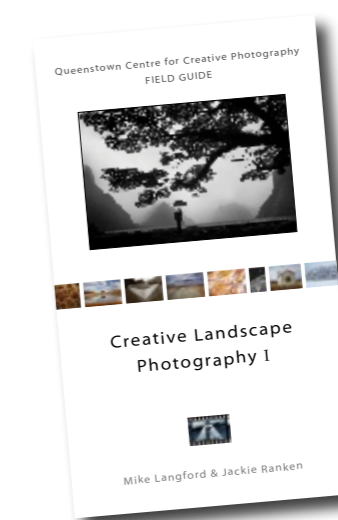 Queenstown Centre for Creative Photography
FIELD GUIDE
Creative Landscape
Photography I
Mike Langford & Jackie Ranken